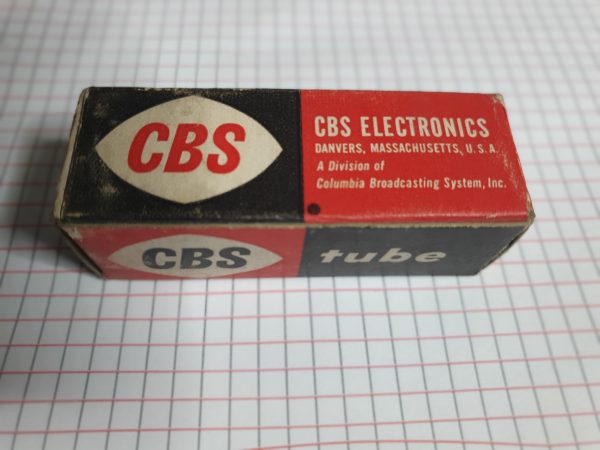 CBS
CBS ELECTRONICS
DANVERS, MASSACHUSETTS, U.S.A.
A Division of
Columbia Broadcasting System, Inc.
CBS
tube